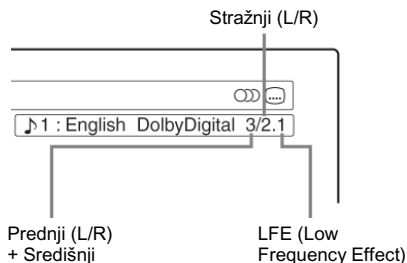 Stražnji (L/R)
♪1 : English DolbyDigital 3/2.1
Prednji (L/R)
+ Središnji
LFE (Low
Frequency Effect)